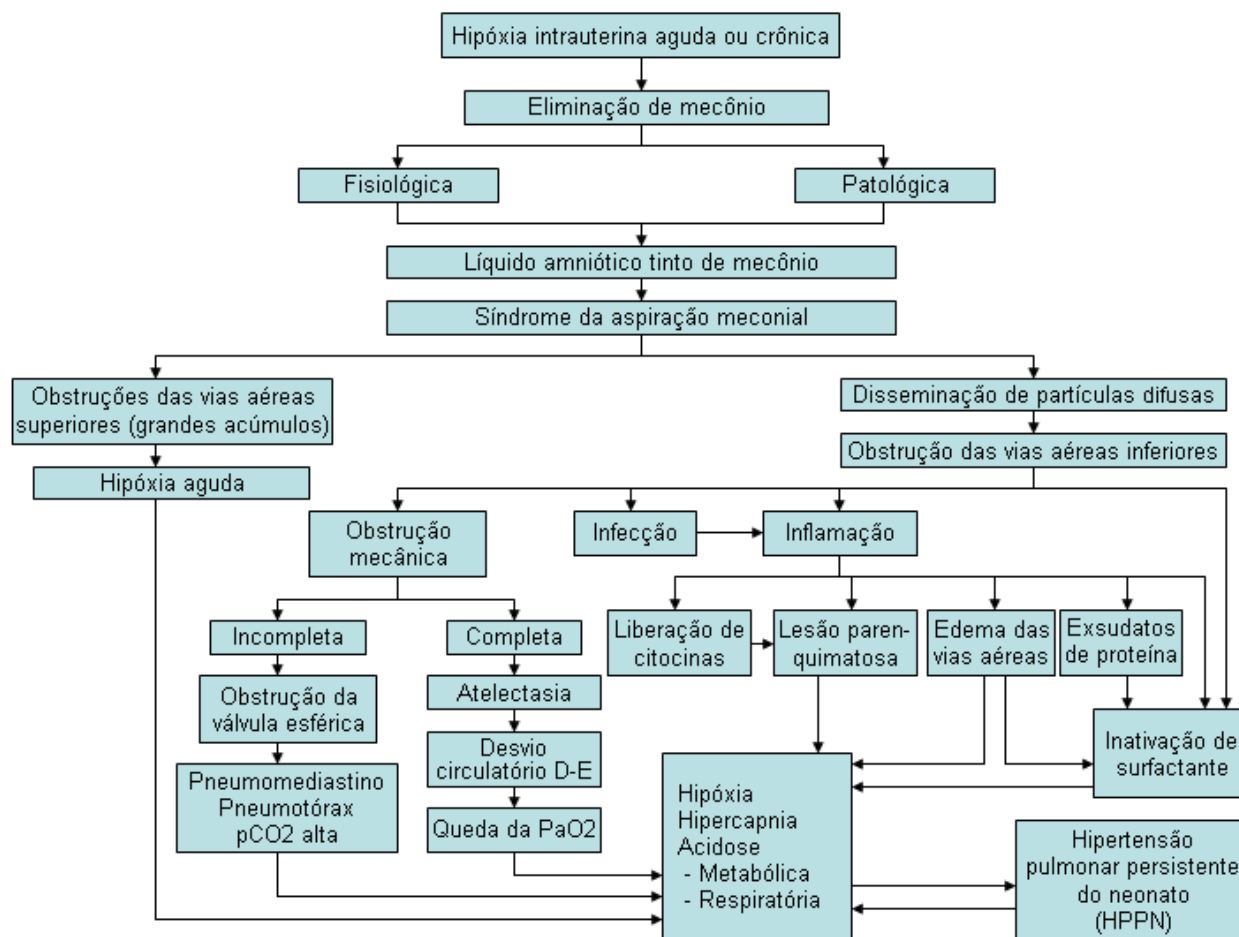 Hipóxia intrauterina aguda ou crônica
Eliminação de mecônio
Fisiológica
Patológica
Líquido amniótico tinto de mecônio
Síndrome da aspiração meconial
Obstruções das vias aéreas
superiores (grandes acúmulos)
Disseminação de partículas difusas
Obstrução das vias aéreas inferiores
Hipóxia aguda
Obstrução
mecânica
Infecção
Inflamação
Incompleta
Completa
Liberação de
citocinas
Lesão paren-
quimatosa
Edema das
vias aéreas
Exsudatos
de proteína
Obstrução da
válvula esférica
Atelectasia
Desvio
circulatório D-E
Inativação de
surfactante
Pneumomediastino
Pneumotórax
pCO2 alta
Queda da PaO2
Hipóxia
Hipercapnia
Acidose
- Metabólica
- Respiratória
Hipertensão
pulmonar persistente
do neonato
(HPPN)